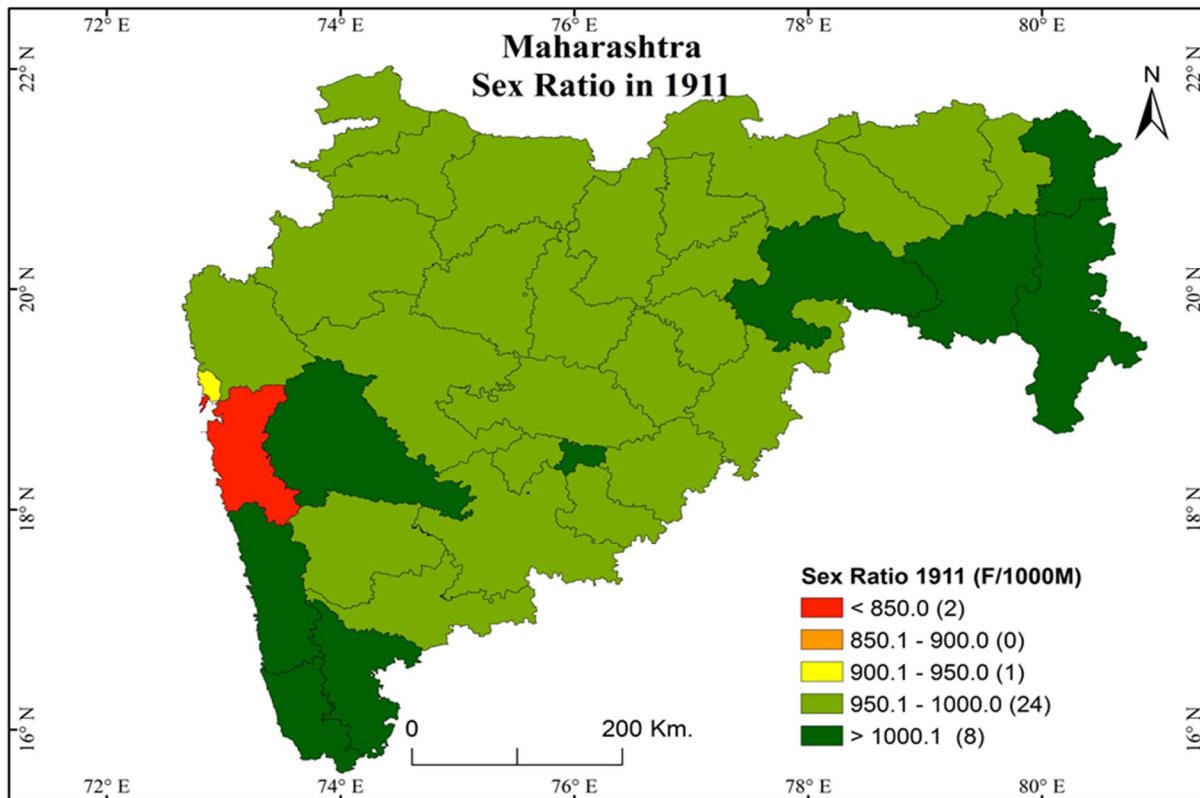 72° E 74° E 76° E 78° E 80° E
Maharashtra
Sex Ratio in 1911
N
22° N 22° N
20° N 20° N
18° N 18° N
16° N 16° N
Sex Ratio 1911 (F/1000M)
< 850.0 (2)
850.1 - 900.0 (0)
900.1 - 950.0 (1)
950.1 - 1000.0 (24)
> 1000.1 (8)
0 200 Km.
72° E 74° E 76° E 78° E 80° E